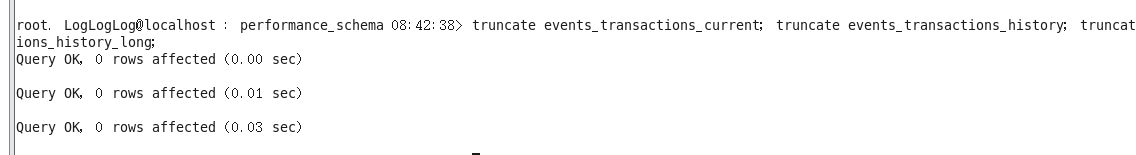 root. LogLogLog@localhost : performance_schema 08:42:38> truncate events_transactions_current; truncate events_transactions_history; truncat
ions_history_long;
Query OK, 0 rows affected (0.00 sec)
Query OK, 0 rows affected (0.01 sec)
Query OK, 0 rows affected (0.03 sec)